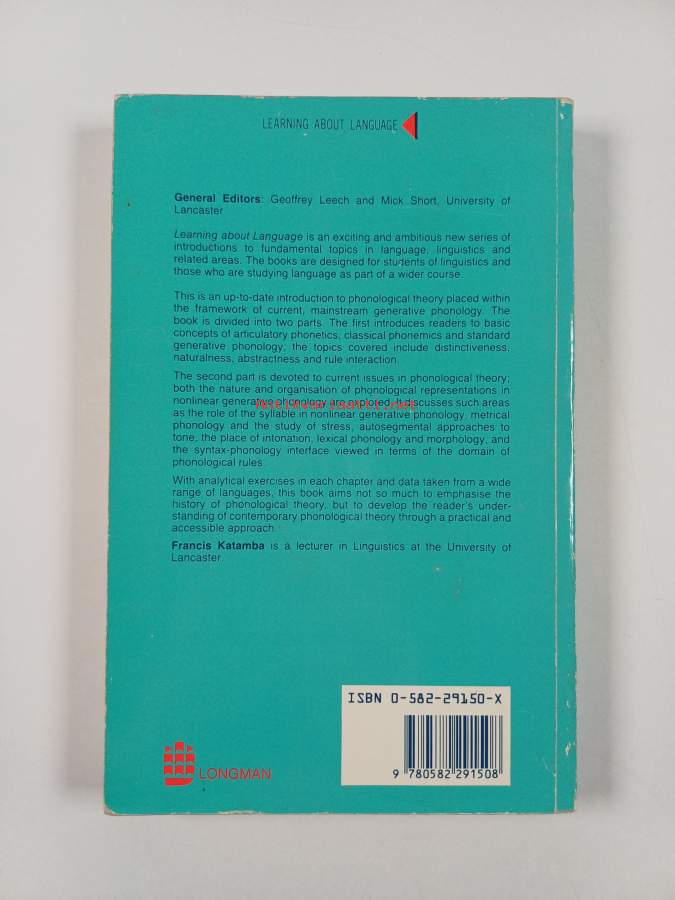 LEARNING ABOUT LANGUAGE
General Editors: Geoffrey Leech and Mick Short, University of
Lancaster
Learning about Language is an exciting and ambitious new series of
introductions to fundamental topics in language, linguistics and
related areas. The books are designed for students of linguistics and
those who are studying language as part of a wider course.
This is an up-to-date introduction to phonological theory placed within
the framework of current, mainstream generative phonology. The
book is divided into two parts. The first introduces readers to basic
concepts of articulatory phonetics, classical phonemics and standard
generative phonology; the topics covered include distinctiveness,
naturalness, abstractness and rule interaction.
The second part is devoted to current issues in phonological theory;
both the nature and organisation of phonological representations in
nonlinear generative phonology are explored. It discusses such areas
as the role of the syllable in nonlinear generative phonology, metrical
phonology and the study of stress, autosegmental approaches to
tone, the place of intonation, lexical phonology and morphology, and
the syntax-phonology interface viewed in terms of the domain of
phonological rules.
With analytical exercises in each chapter and data taken from a wide
range of languages, this book aims not so much to emphasise the
history of phonological theory, but to develop the reader's under-
standing of contemporary phonological theory through a practical and
accessible approach.
Francis Katamba is a lecturer in Linguistics at the University of
Lancaster.
ISBN 0-582-29150-X
9 780582 291508
LONGMAN